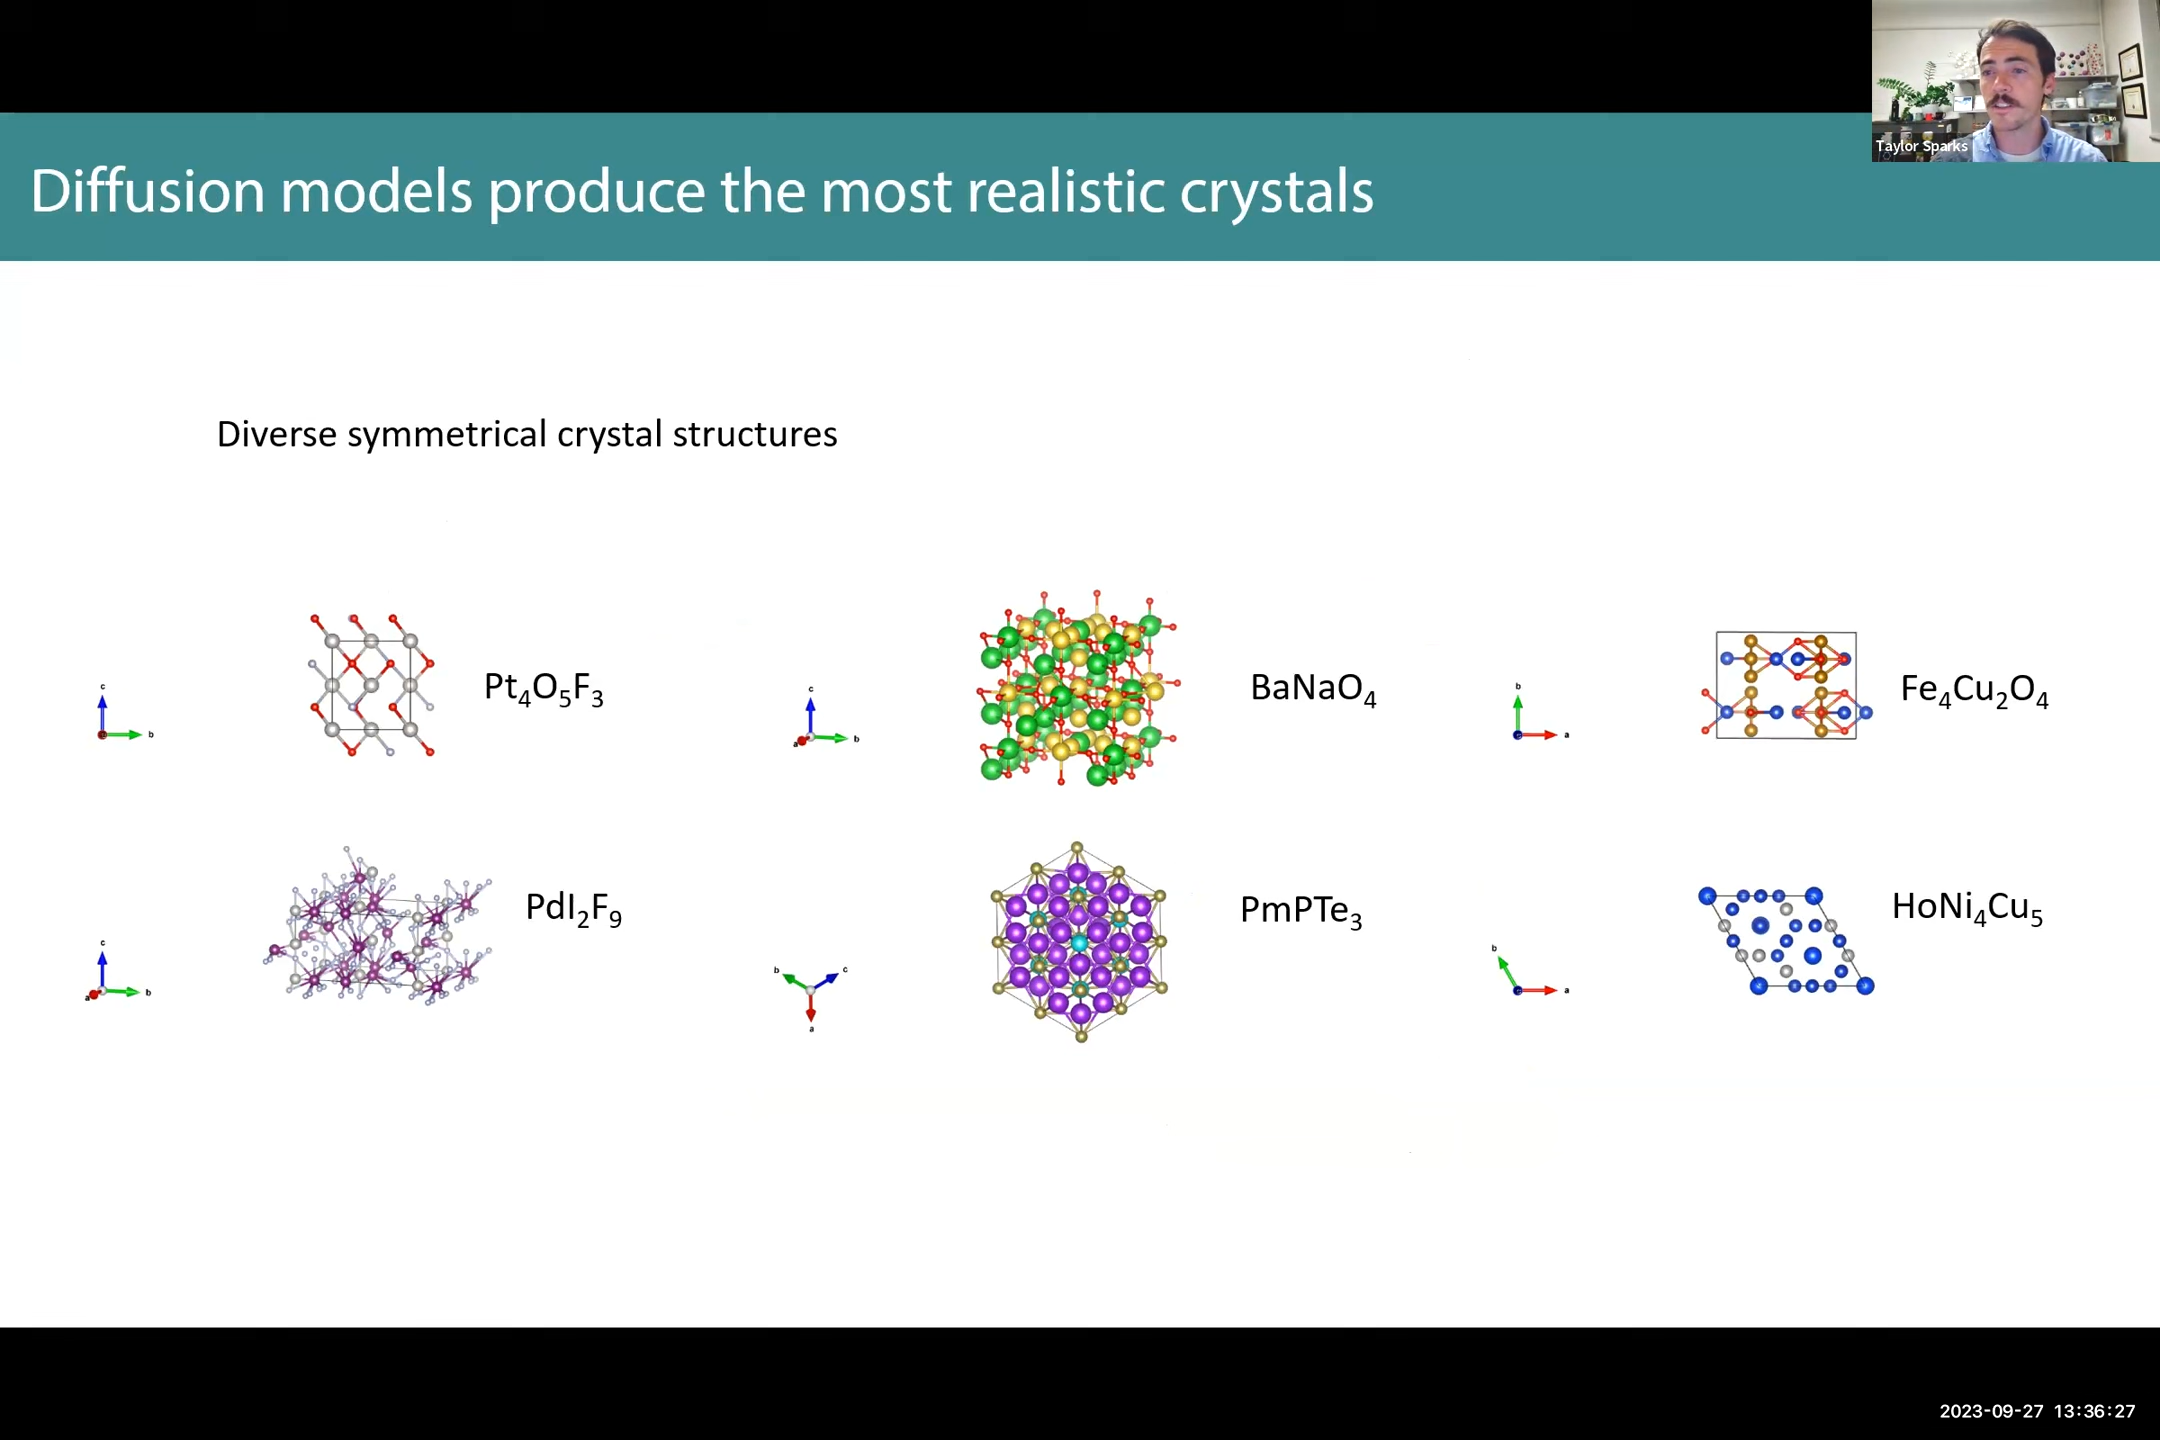 Taylor Sparks
Diffusion models produce the most realistic crystals
Diverse symmetrical crystal structures
c
b
Pt₄O₅F₃
c
a
b
BaNaO₄
b
a
Fe₄Cu₂O₄
c
a
b
PdI₂F₉
b
c
a
PmPTe₃
b
a
HoNi₄Cu₅
2023-09-27 13:36:27